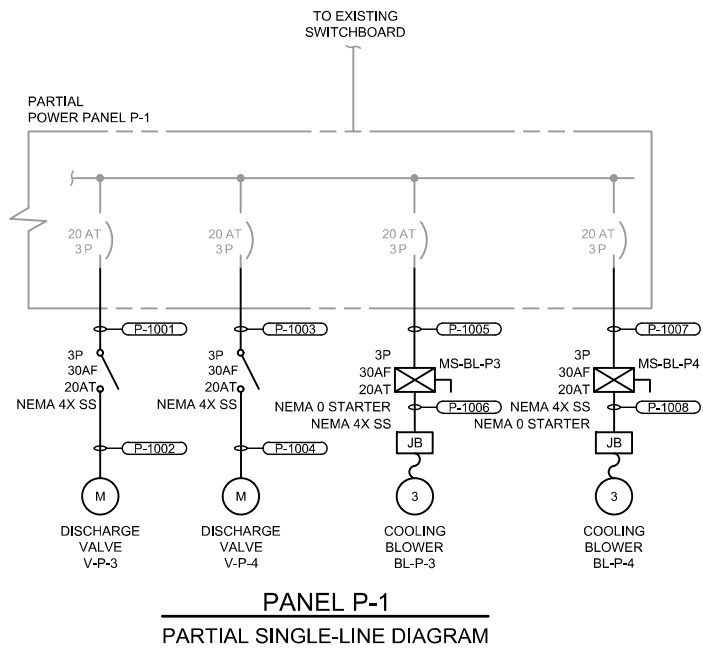 TO EXISTING
SWITCHBOARD
PARTIAL
POWER PANEL P-1
20 AT
3 P
20 AT
3 P
20 AT
3 P
20 AT
3 P
P-1001
P-1003
P-1005
P-1007
3P
30AF
20AT
NEMA 4X SS
3P
30AF
20AT
NEMA 4X SS
3P
30AF
20AT
MS-BL-P3
NEMA 0 STARTER
NEMA 4X SS
P-1006
3P
30AF
20AT
MS-BL-P4
NEMA 4X SS
NEMA 0 STARTER
P-1008
P-1002
P-1004
JB
JB
M
M
3
3
DISCHARGE
VALVE
V-P-3
DISCHARGE
VALVE
V-P-4
COOLING
BLOWER
BL-P-3
COOLING
BLOWER
BL-P-4
PANEL P-1
PARTIAL SINGLE-LINE DIAGRAM